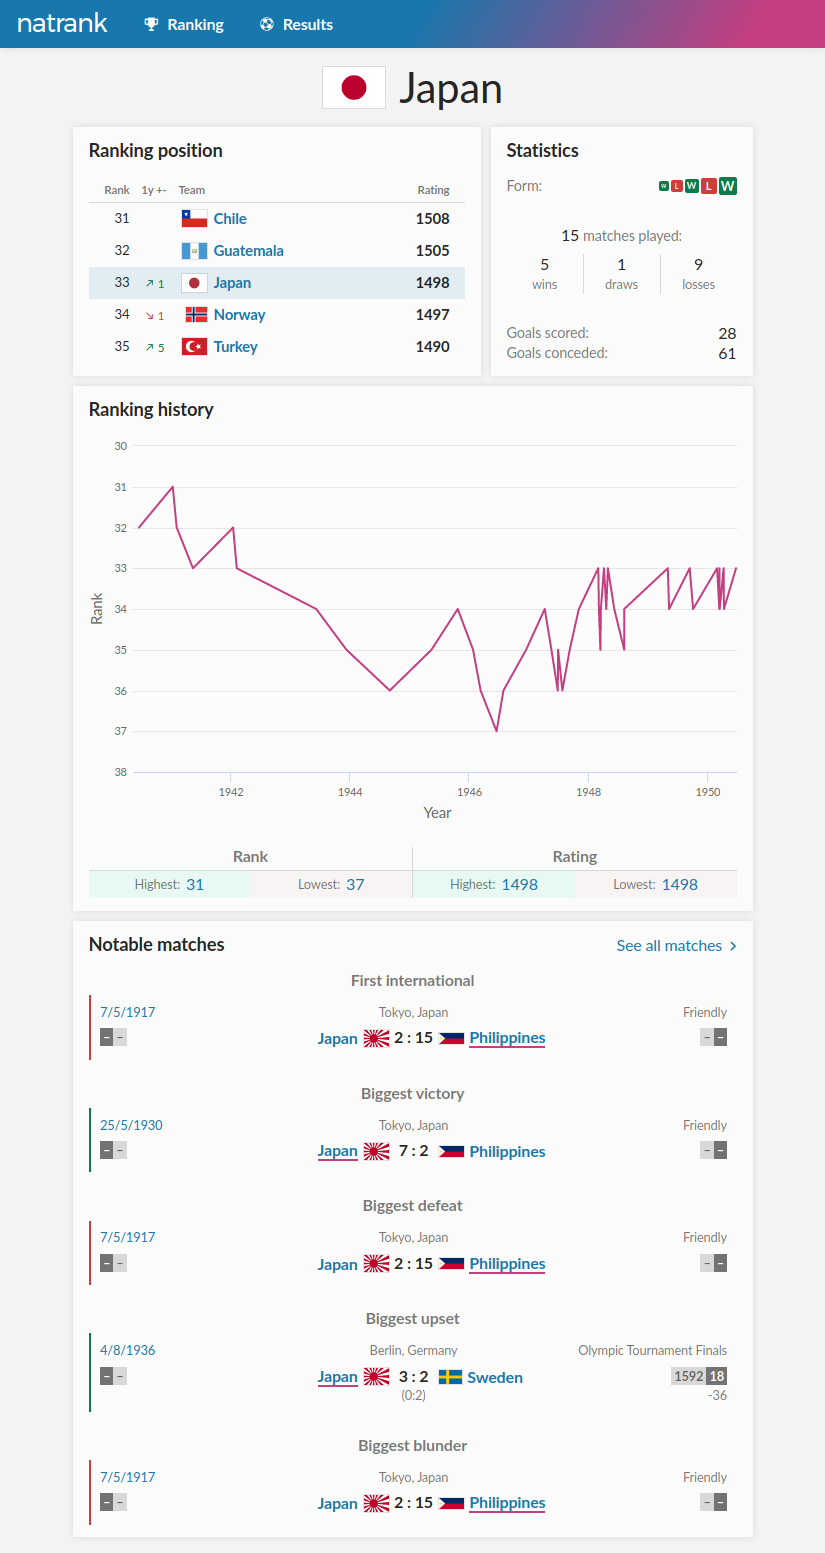 natrank Ranking Results
Japan
Ranking position
Rank 1y +- Team Rating
31 Chile 1508
32 Guatemala 1505
33 ↗ 1 Japan 1498
34 ↘ 1 Norway 1497
35 ↗ 5 Turkey 1490
Statistics
Form: W L W L W
15 matches played:
5 1 9
wins draws losses
Goals scored: 28
Goals conceded: 61
Ranking history
30
31
32
33
34
35
36
37
38
Rank
1942 1944 1946 1948 1950
Year
Rank Rating
Highest: 31 Lowest: 37 Highest: 1498 Lowest: 1498
Notable matches See all matches >
First international
7/5/1917 Tokyo, Japan Friendly
– – Japan 2 : 15 Philippines – –
Biggest victory
25/5/1930 Tokyo, Japan Friendly
– – Japan 7 : 2 Philippines – –
Biggest defeat
7/5/1917 Tokyo, Japan Friendly
– – Japan 2 : 15 Philippines – –
Biggest upset
4/8/1936 Berlin, Germany Olympic Tournament Finals
– – Japan 3 : 2 Sweden 1592 18
(0:2) -36
Biggest blunder
7/5/1917 Tokyo, Japan Friendly
– – Japan 2 : 15 Philippines – –